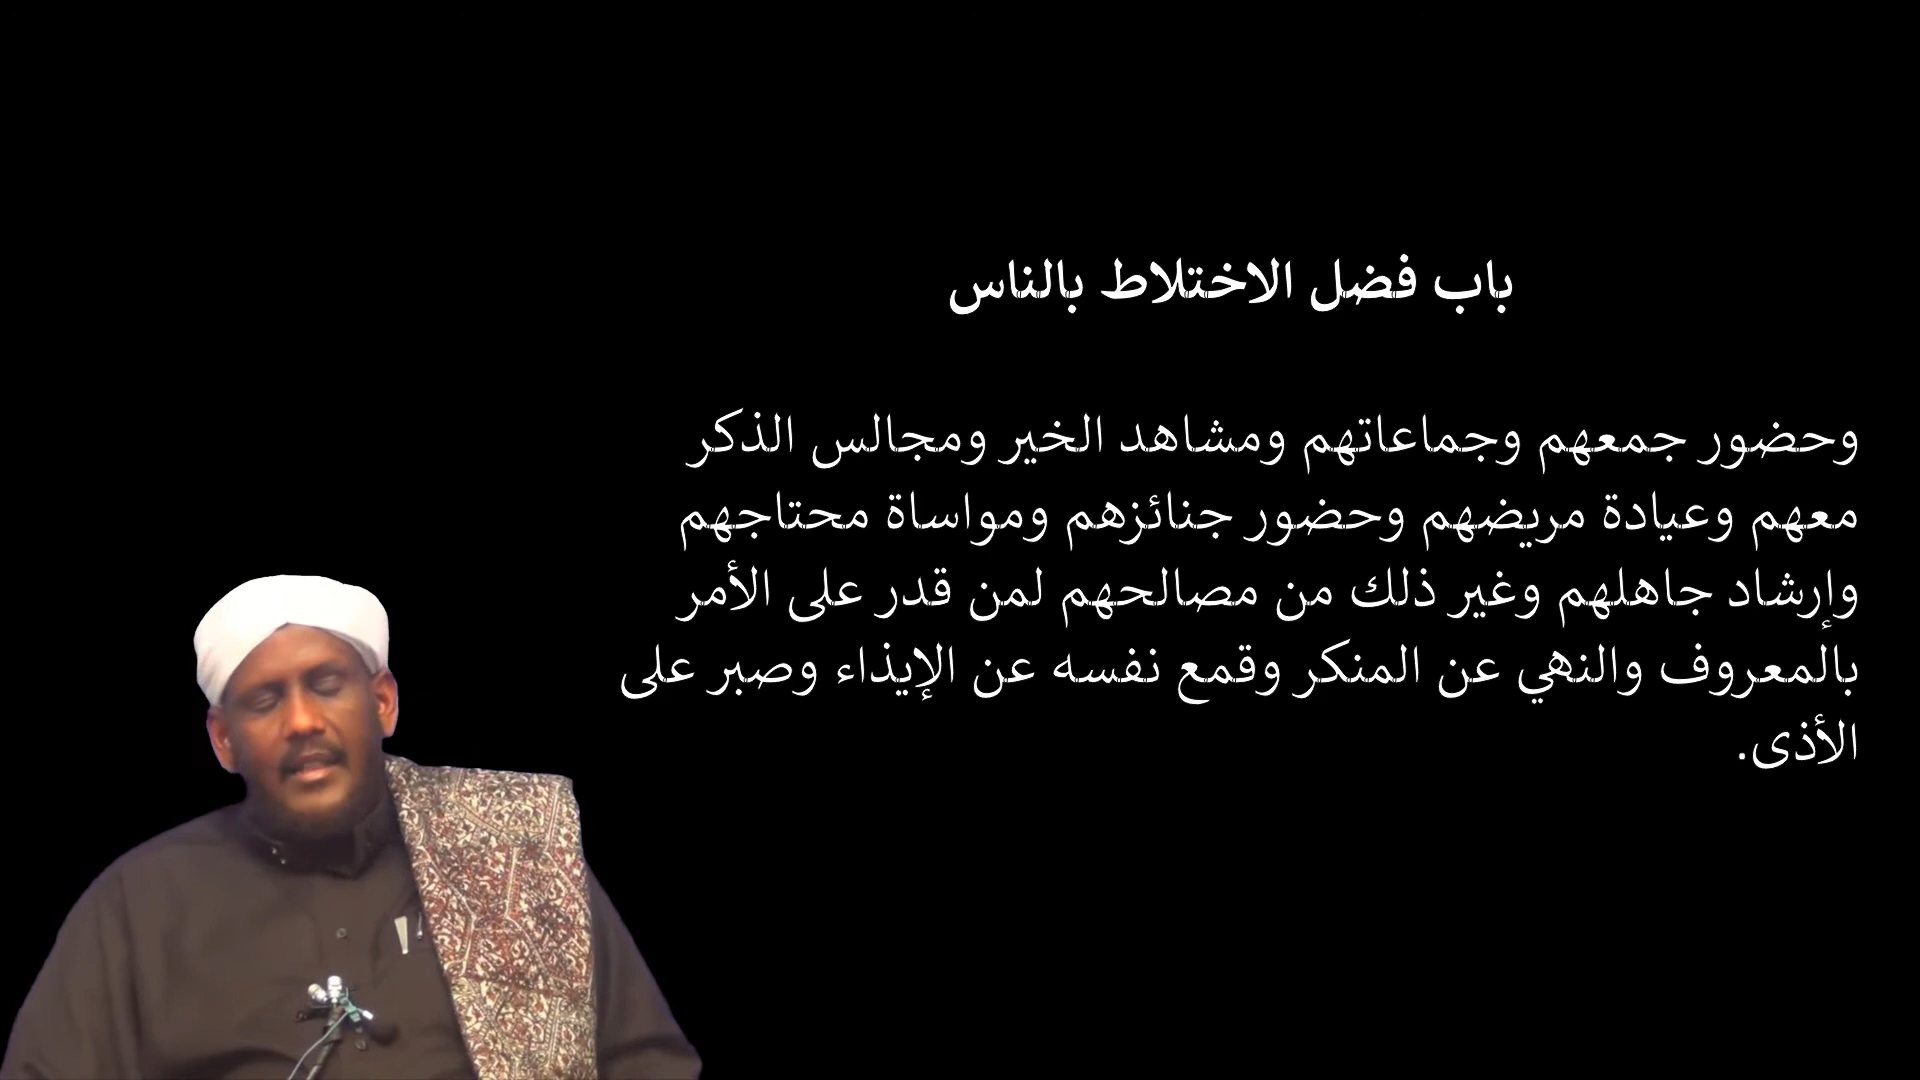 باب فضل الاختلاط بالناس
وحضور جمعهم وجماعاتهم ومشاهد الخير ومجالس الذكر
معهم وعيادة مريضهم وحضور جنائزهم ومواساة محتاجهم
وإرشاد جاهلهم وغير ذلك من مصالحهم لمن قدر على الأمر
بالمعروف والنهي عن المنكر وقمع نفسه عن الإيذاء وصبر على
الأذى.